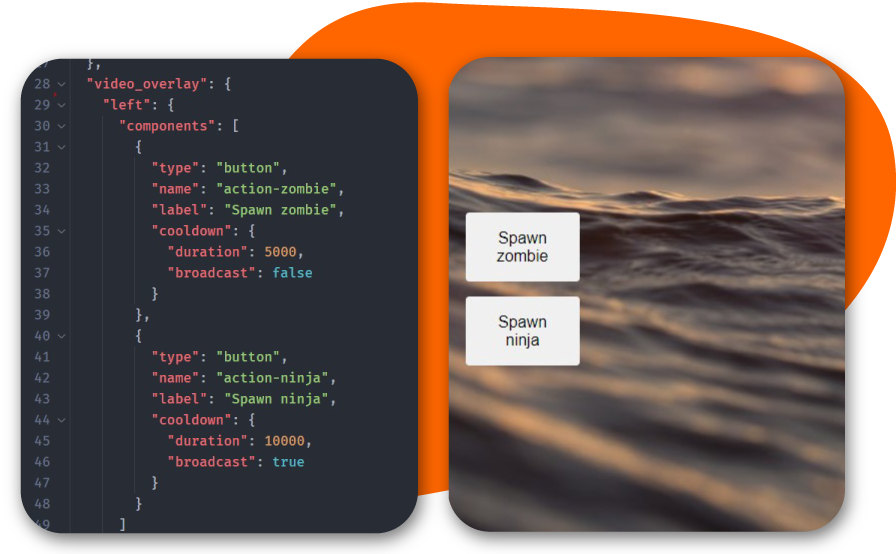 27 },
28 "video_overlay": {
29 "left": {
30 "components": [
31 {
32 "type": "button",
33 "name": "action-zombie",
34 "label": "Spawn zombie",
35 "cooldown": {
36 "duration": 5000,
37 "broadcast": false
38 }
39 },
40 {
41 "type": "button",
42 "name": "action-ninja",
43 "label": "Spawn ninja",
44 "cooldown": {
45 "duration": 10000,
46 "broadcast": true
47 }
48 }
49 ]
Spawn
zombie
Spawn
ninja